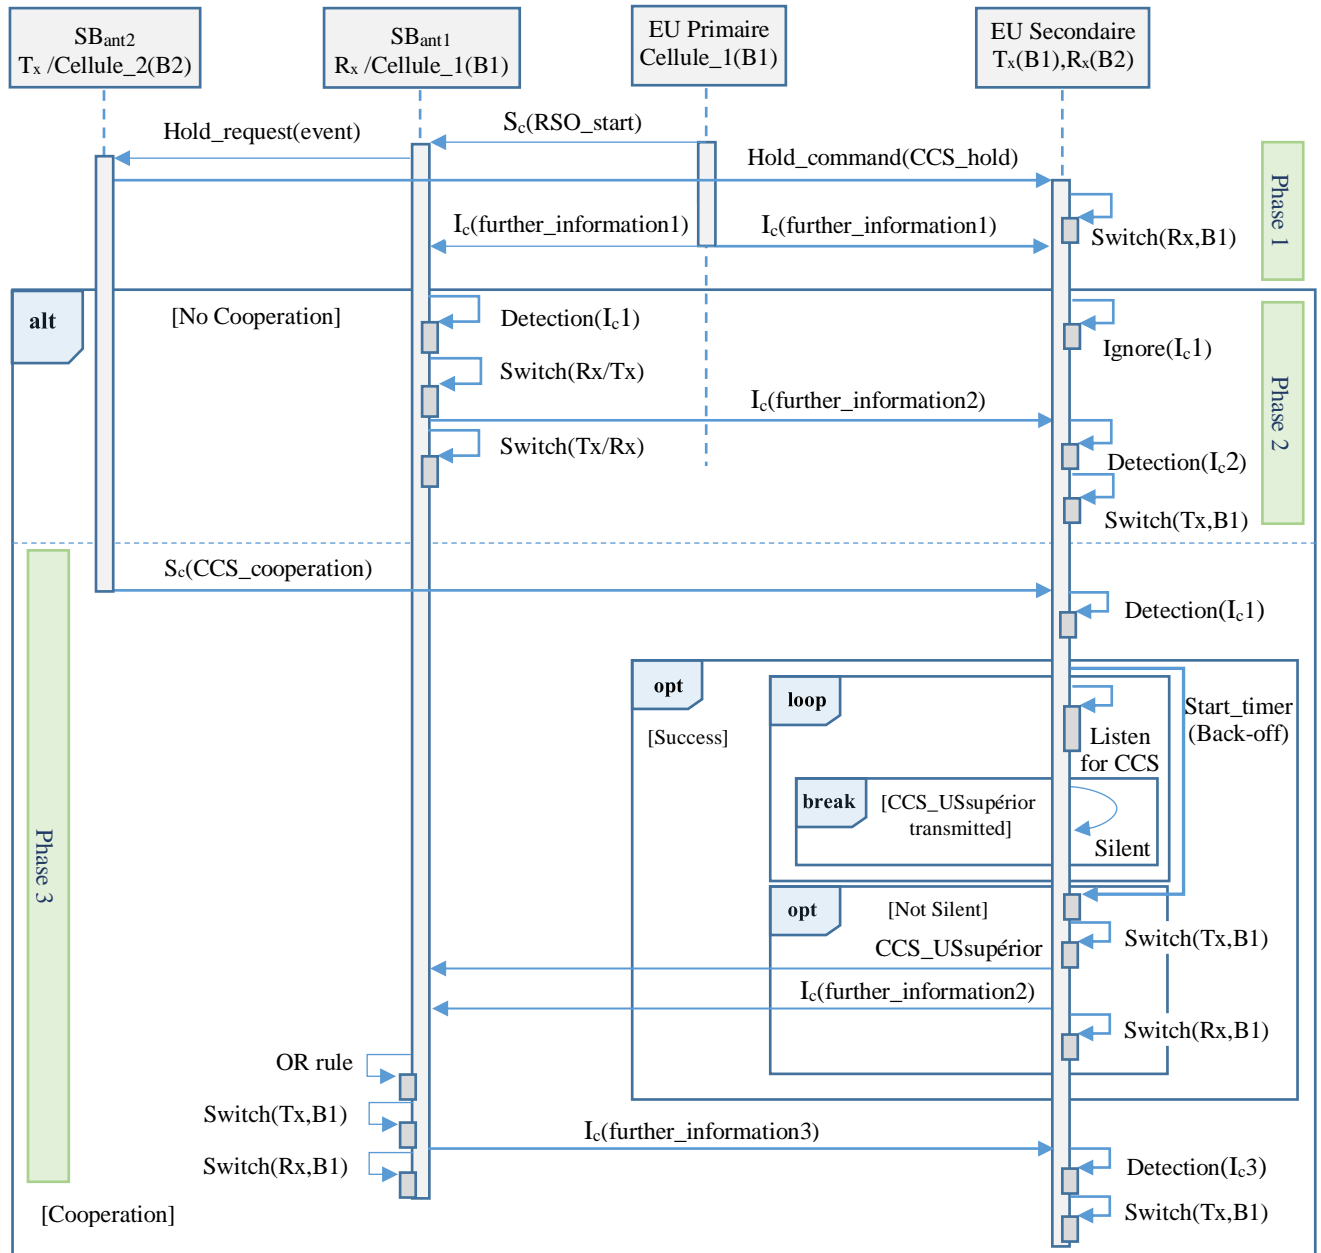 SBant2
Tx /Cellule_2(B2)
SBant1
Rx /Cellule_1(B1)
EU Primaire
Cellule_1(B1)
EU Secondaire
Tx(B1),Rx(B2)
Sc(RSO_start)
Hold_request(event)
Hold_command(CCS_hold)
Phase 1
Ic(further_information1)
Ic(further_information1)
Switch(Rx,B1)
alt
[No Cooperation]
Detection(Ic1)
Ignore(Ic1)
Switch(Rx/Tx)
Phase 2
Ic(further_information2)
Switch(Tx/Rx)
Detection(Ic2)
Switch(Tx,B1)
Sc(CCS_cooperation)
Detection(Ic1)
Phase 3
opt
[Success]
loop
Start_timer
(Back-off)
Listen
for CCS
break
[CCS_USsupérior
transmitted]
Silent
opt
[Not Silent]
Switch(Tx,B1)
CCS_USsupérior
Ic(further_information2)
Switch(Rx,B1)
OR rule
Switch(Tx,B1)
Ic(further_information3)
Switch(Rx,B1)
Detection(Ic3)
Switch(Tx,B1)
[Cooperation]